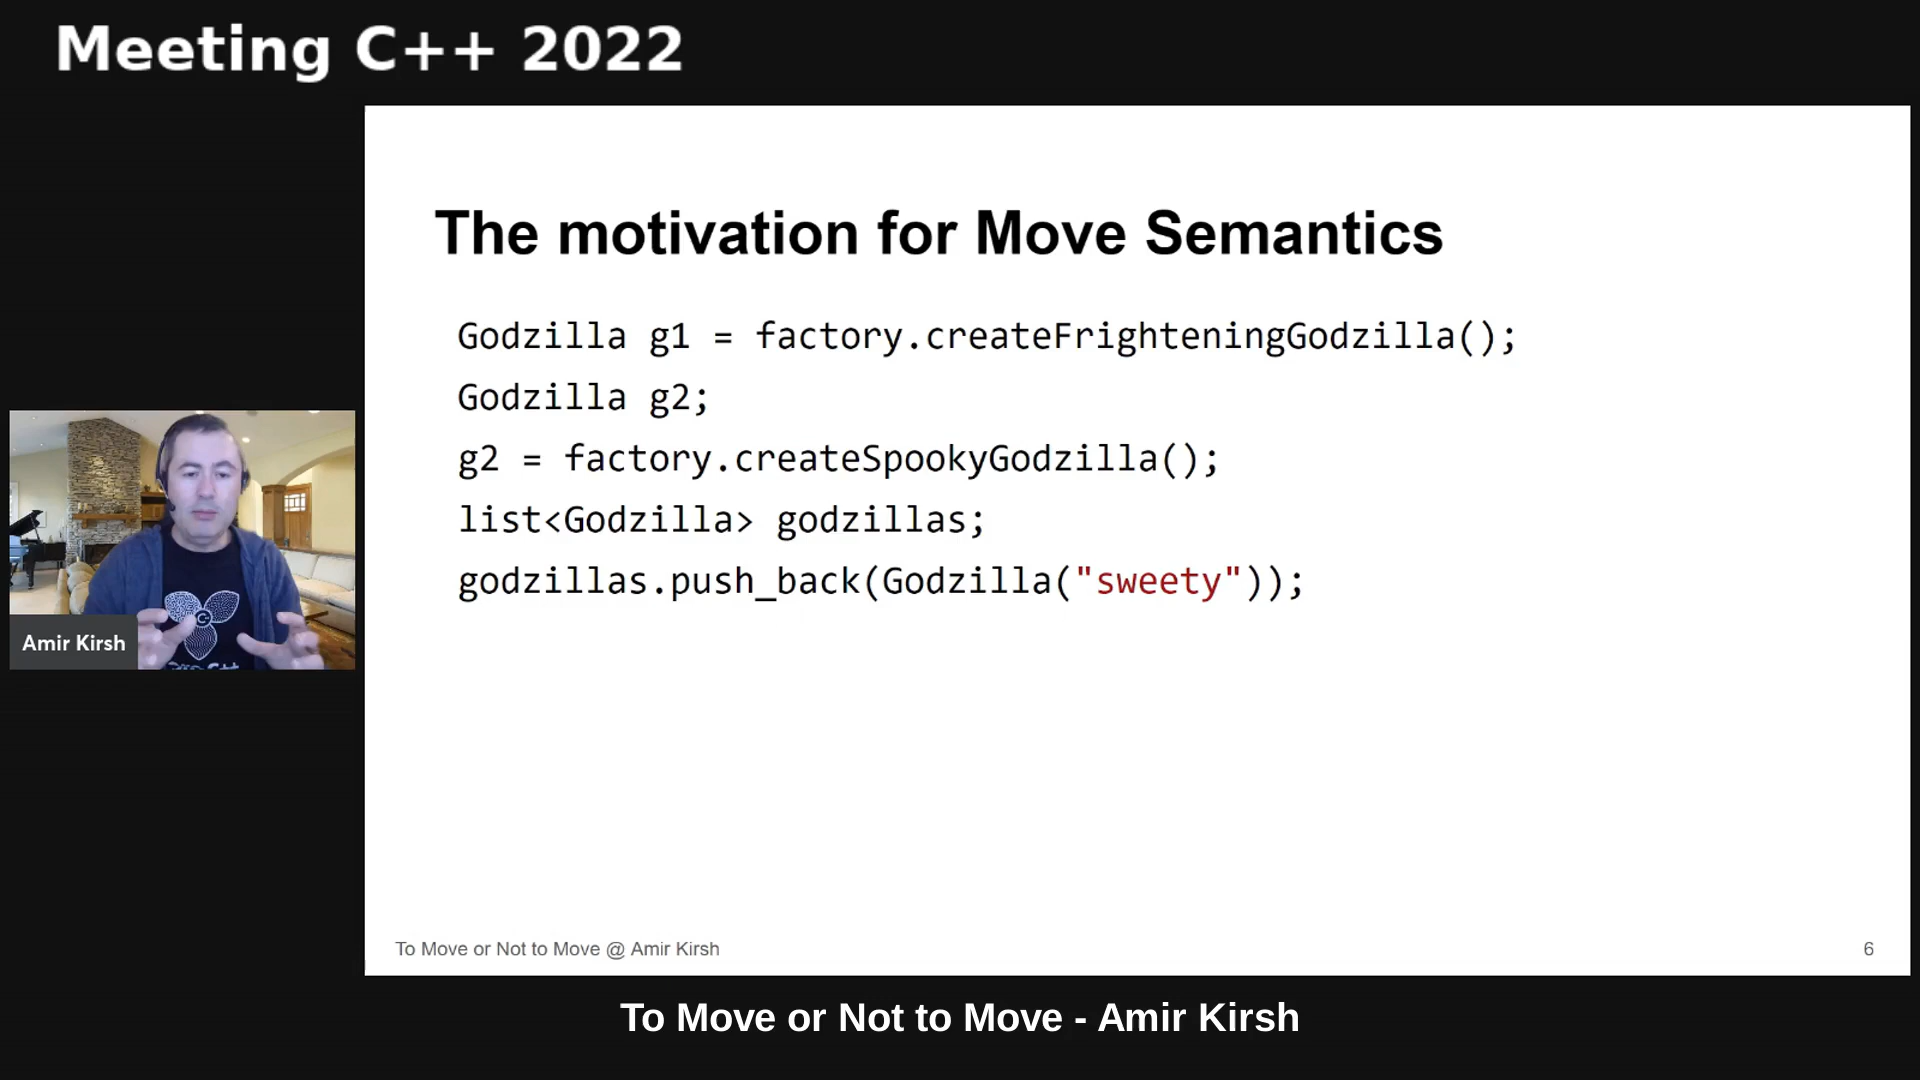 Meeting C++ 2022
The motivation for Move Semantics
Godzilla g1 = factory.createFrighteningGodzilla();
Godzilla g2;
g2 = factory.createSpookyGodzilla();
list<Godzilla> godzillas;
godzillas.push_back(Godzilla("sweety"));
Amir Kirsh
To Move or Not to Move @ Amir Kirsh
6
To Move or Not to Move - Amir Kirsh